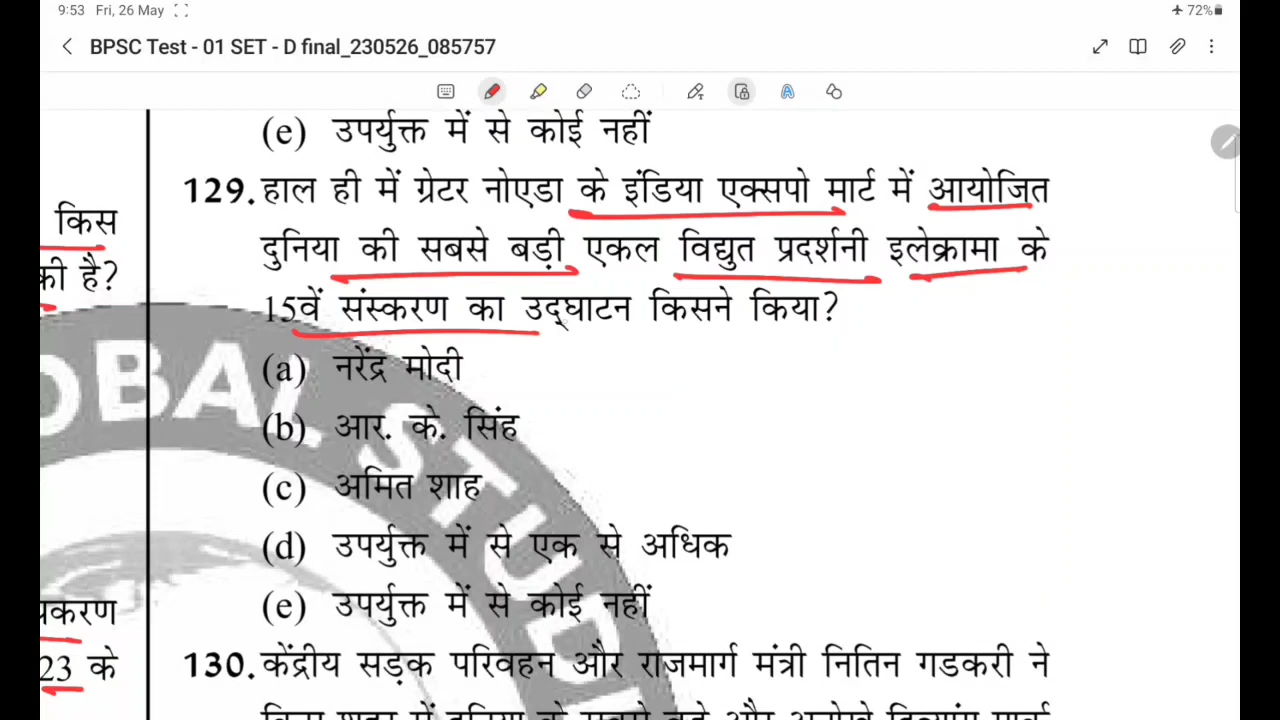 9:53 Fri, 26 May
72%
BPSC Test - 01 SET - D final_230526_085757
(e) उपर्युक्त में से कोई नहीं
129. हाल ही में ग्रेटर नोएडा के इंडिया एक्सपो मार्ट में आयोजित
किस
दुनिया की सबसे बड़ी एकल विद्युत प्रदर्शनी इलेक्रामा के
की है?
15वें संस्करण का उद्घाटन किसने किया?
(a) नरेंद्र मोदी
(b) आर. के. सिंह
(c) अमित शाह
(d) उपर्युक्त में से एक से अधिक
(e) उपर्युक्त में से कोई नहीं
OBAL STUDI
130. केंद्रीय सड़क परिवहन और राजमार्ग मंत्री नितिन गडकरी ने
23 के